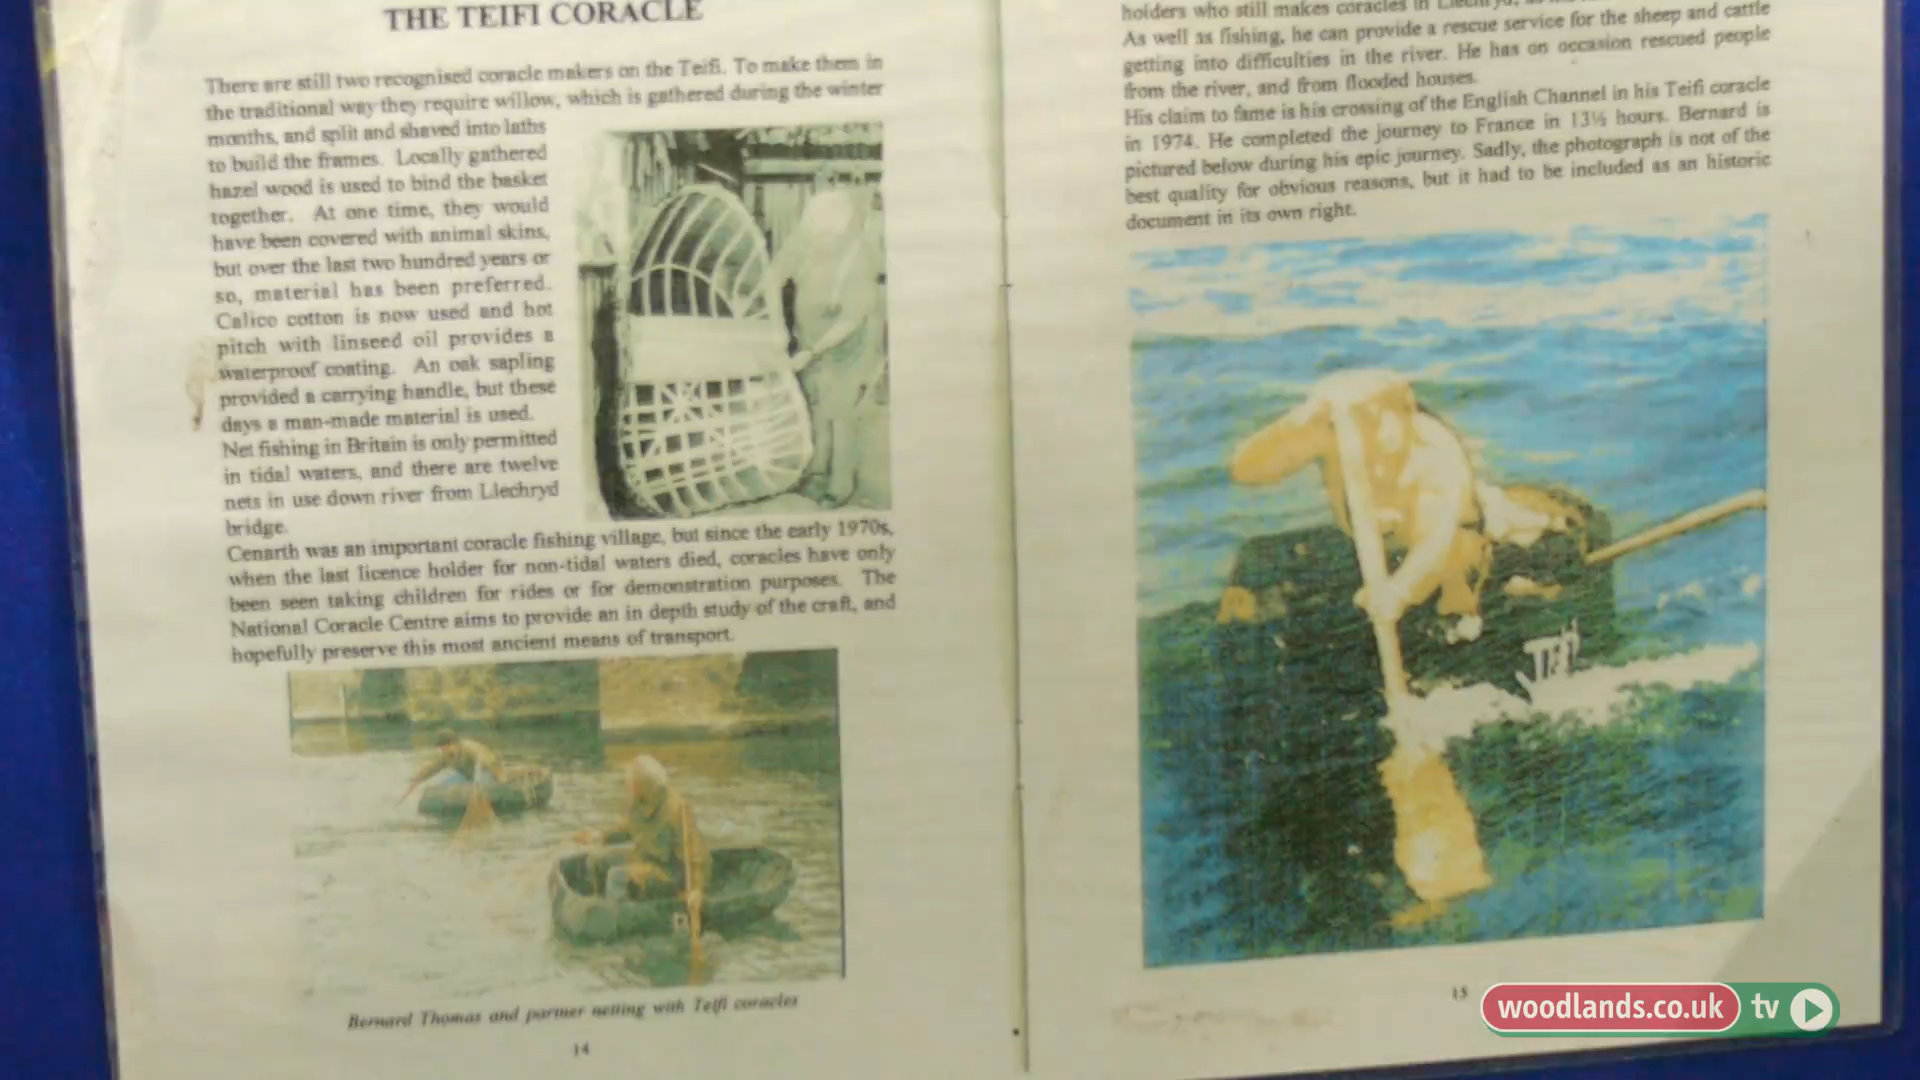 THE TEIFI CORACLE
There are still two recognised coracle makers on the Teifi. To make them in
the traditional way they require willow, which is gathered during the winter
months, and split and shaved into laths
to build the frames. Locally gathered
hazel wood is used to bind the basket
together. At one time, they would
have been covered with animal skins,
but over the last two hundred years or
so, material has been preferred.
Calico cotton is now used and hot
pitch with linseed oil provides a
waterproof coating. An oak sapling
provided a carrying handle, but these
days a man-made material is used.
Net fishing in Britain is only permitted
in tidal waters, and there are twelve
nets in use down river from Llechryd
bridge.
Cenarth was an important coracle fishing village, but since the early 1970s,
when the last licence holder for non-tidal waters died, coracles have only
been seen taking children for rides or for demonstration purposes. The
National Coracle Centre aims to provide an in depth study of the craft, and
hopefully preserve this most ancient means of transport.
Bernard Thomas and partner netting with Teifi coracles
14
holders who still makes coracles in Llechryd,
As well as fishing, he can provide a rescue service for the sheep and cattle
getting into difficulties in the river. He has on occasion rescued people
from the river, and from flooded houses.
His claim to fame is his crossing of the English Channel in his Teifi coracle
in 1974. He completed the journey to France in 13½ hours. Bernard is
pictured below during his epic journey. Sadly, the photograph is not of the
best quality for obvious reasons, but it had to be included as an historic
document in its own right.
15
woodlands.co.uk tv